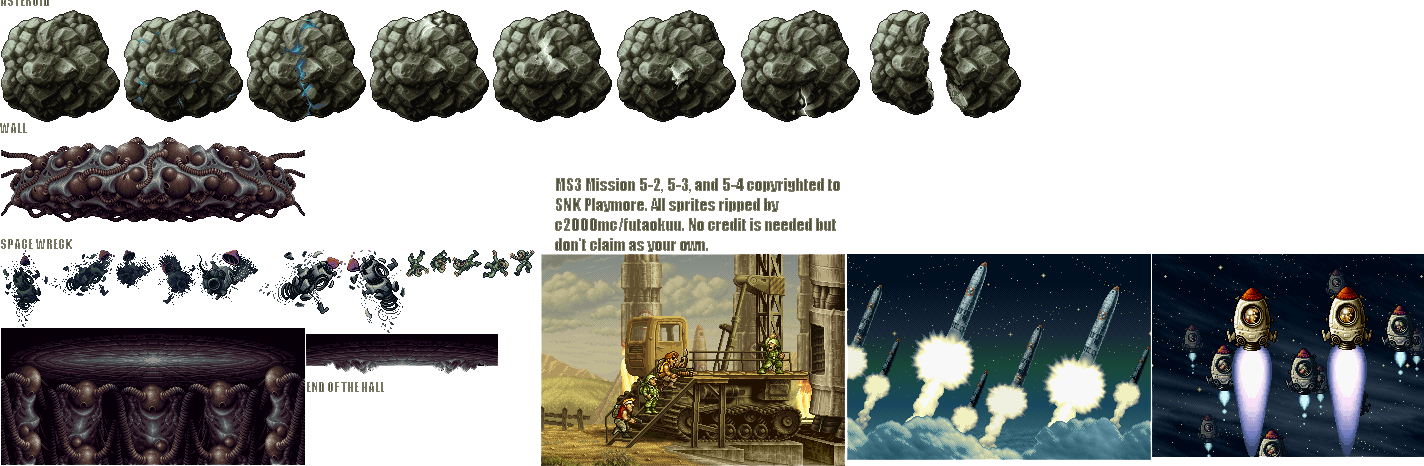 ASTEROID
WALL
MS3 Mission 5-2, 5-3, and 5-4 copyrighted to
SNK Playmore. All sprites ripped by
c2000mc/futaokuu. No credit is needed but
don't claim as your own.
SPACE WRECK
END OF THE HALL